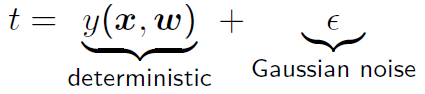 t = y(x, w) + ϵ
deterministic
Gaussian noise